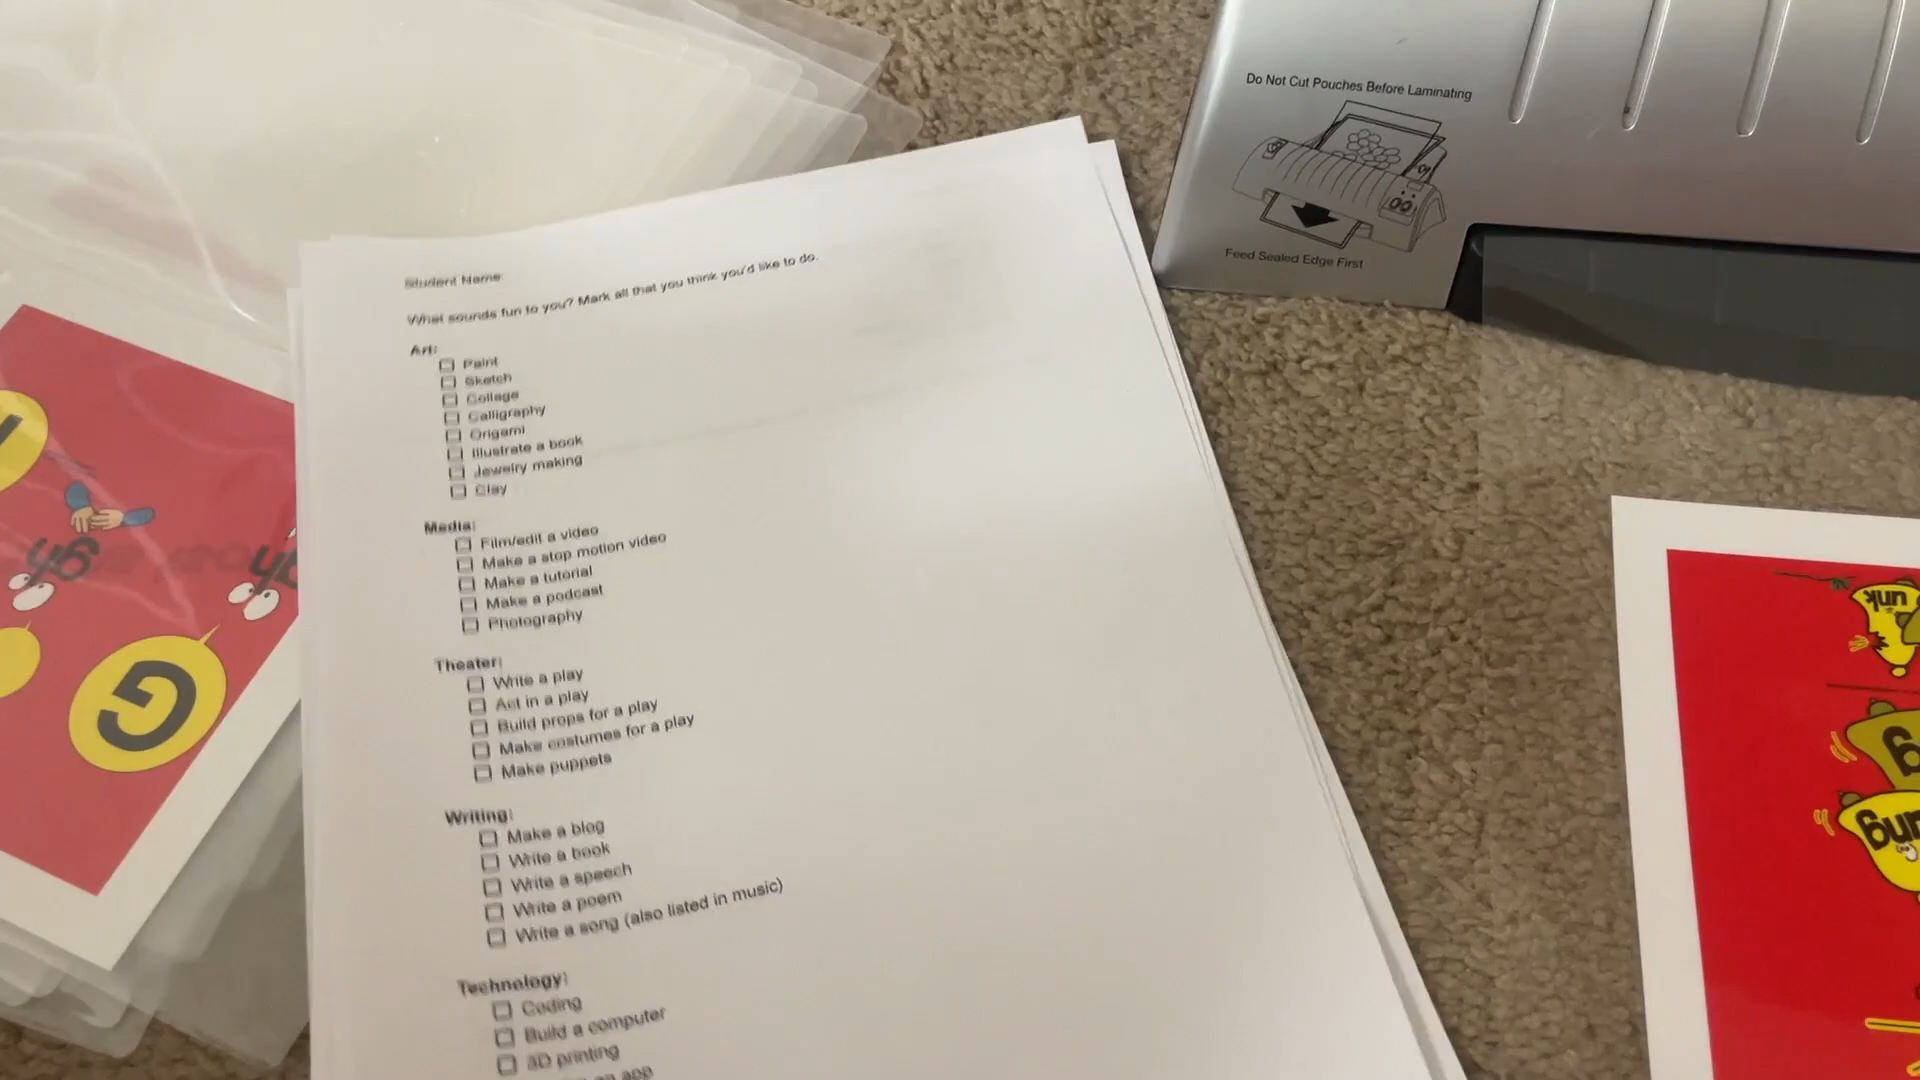 Do Not Cut Pouches Before Laminating
Feed Sealed Edge First
Student Name:
What sounds fun to you? Mark all that you think you'd like to do.
Art:
Paint
Sketch
Collage
Calligraphy
Origami
Illustrate a book
Jewelry making
Clay
Media:
Film/edit a video
Make a stop motion video
Make a tutorial
Make a podcast
Photography
Theater:
Write a play
Act in a play
Build props for a play
Make costumes for a play
Make puppets
Writing:
Make a blog
Write a book
Write a speech
Write a poem
Write a song (also listed in music)
Technology:
Coding
Build a computer
3D printing
app
G
unk
ung